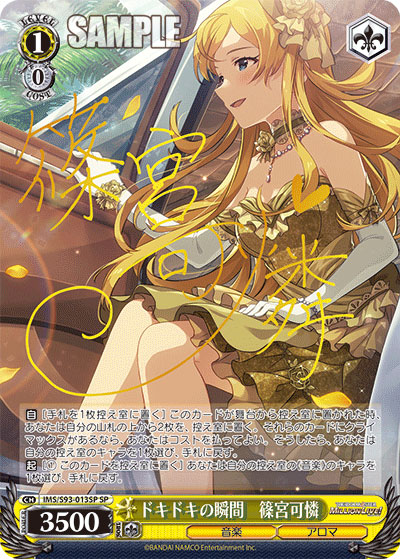 LEVEL
1
0
COST
SAMPLE
篠宮
可憐
自［手札を1枚控え室に置く］このカードが舞台から控え室に置かれた時、
あなたは自分の山札の上から2枚を、控え室に置き、それらのカードにクライ
マックスがあるなら、あなたはコストを払ってよい。そうしたら、あなたは
自分の控え室のキャラを1枚選び、手札に戻す。
起［①］このカードを控え室に置く］あなたは自分の控え室の《音楽》のキャラを
1枚選び、手札に戻す。
CH
IMS/S93-013SP SP
3500
ドキドキの瞬間 篠宮可憐
MILLION LIVE!
音楽
アロマ
©BANDAI NAMCO Entertainment Inc.